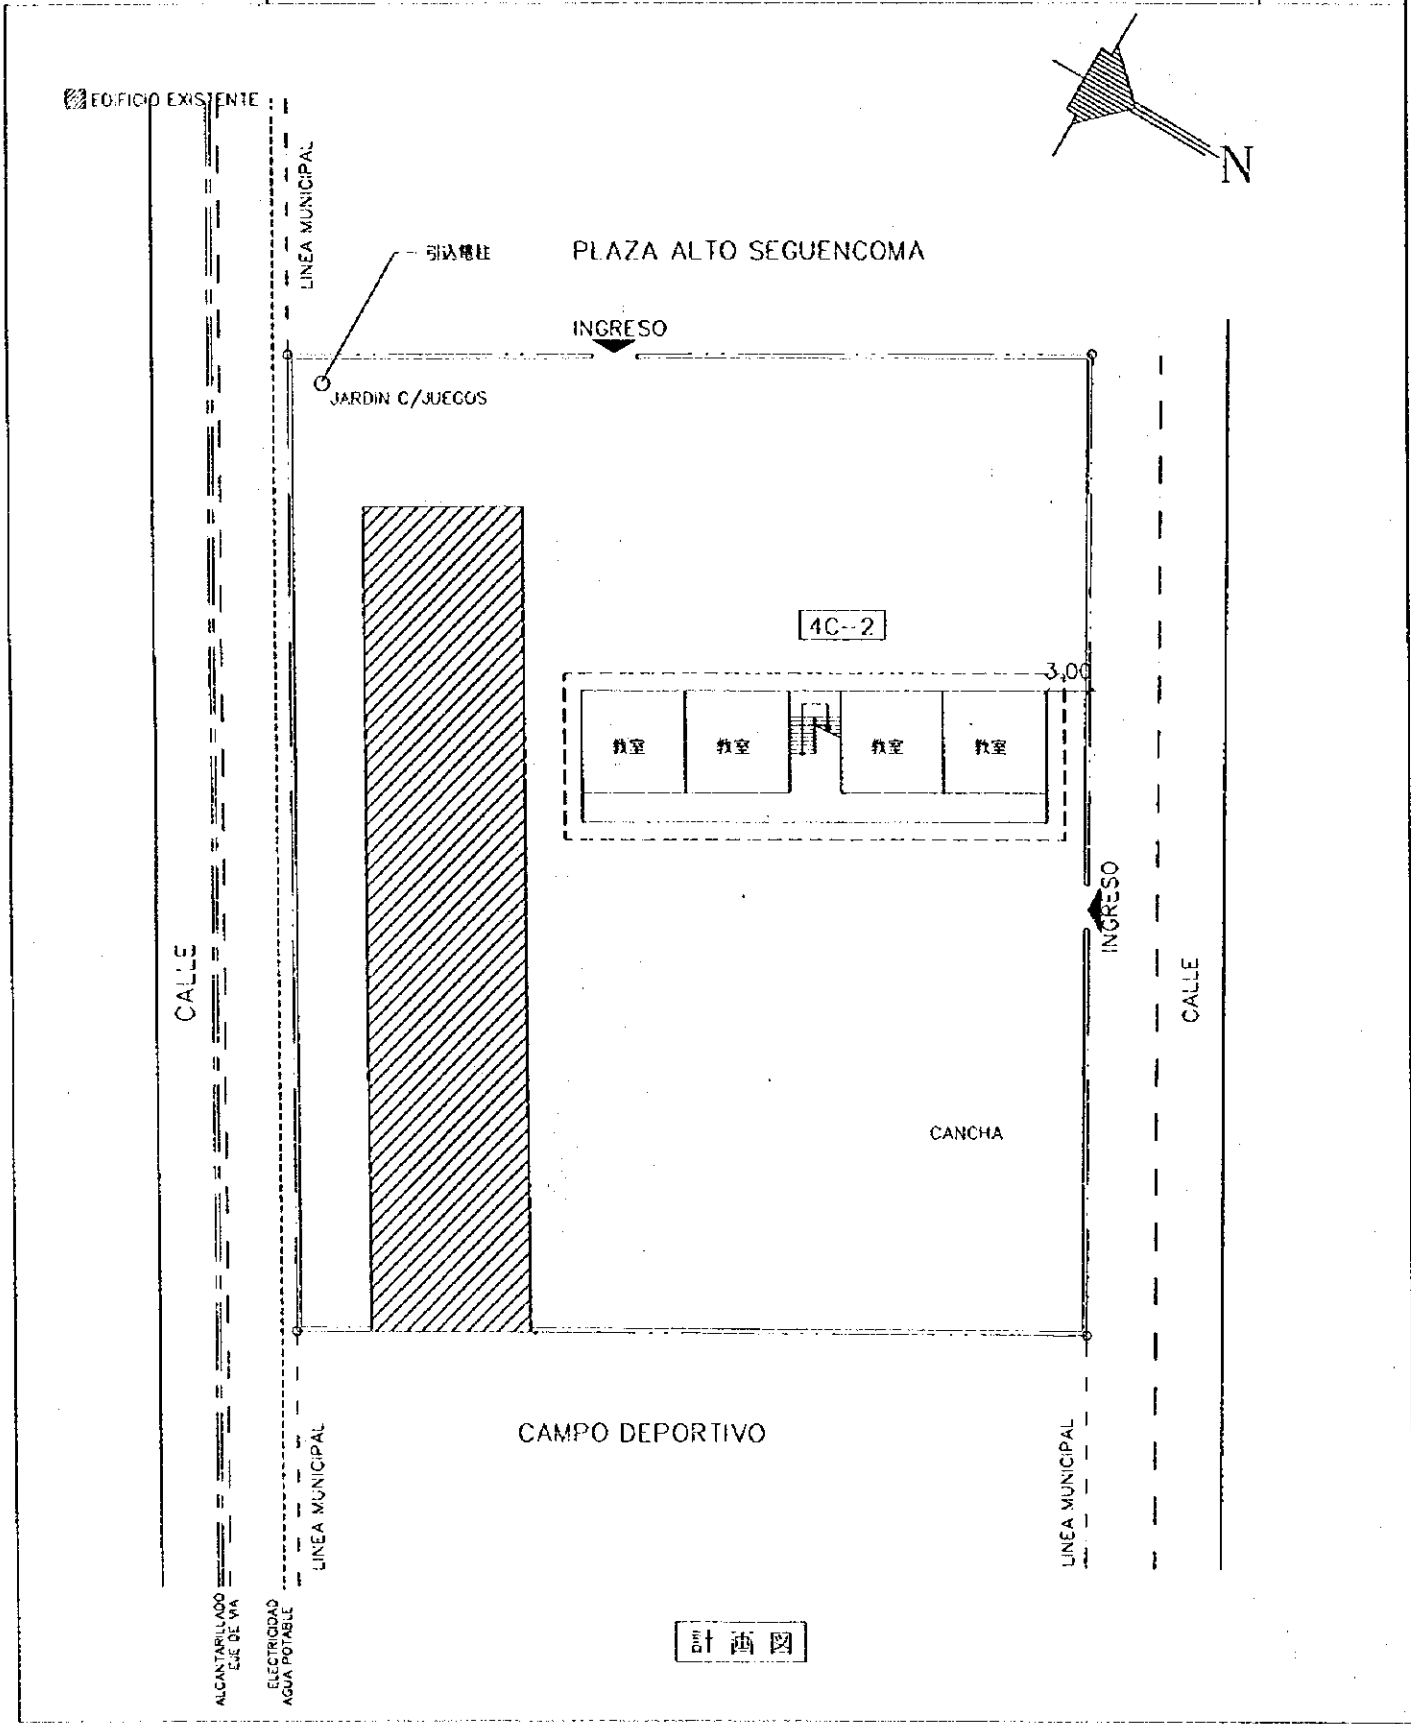 N
EDIFICIO EXISTENTE
LINEA MUNICIPAL
引込電柱
PLAZA ALTO SEGUENCOMA
INGRESO
JARDIN C/JUEGOS
4C-2
3,00
教室
教室
教室
教室
INGRESO
CALLE
CALLE
CANCHA
CAMPO DEPORTIVO
LINEA MUNICIPAL
LINEA MUNICIPAL
ALCANTARILLADO
EJE DE VIA
ELECTRICIDAD
AGUA POTABLE
計画図